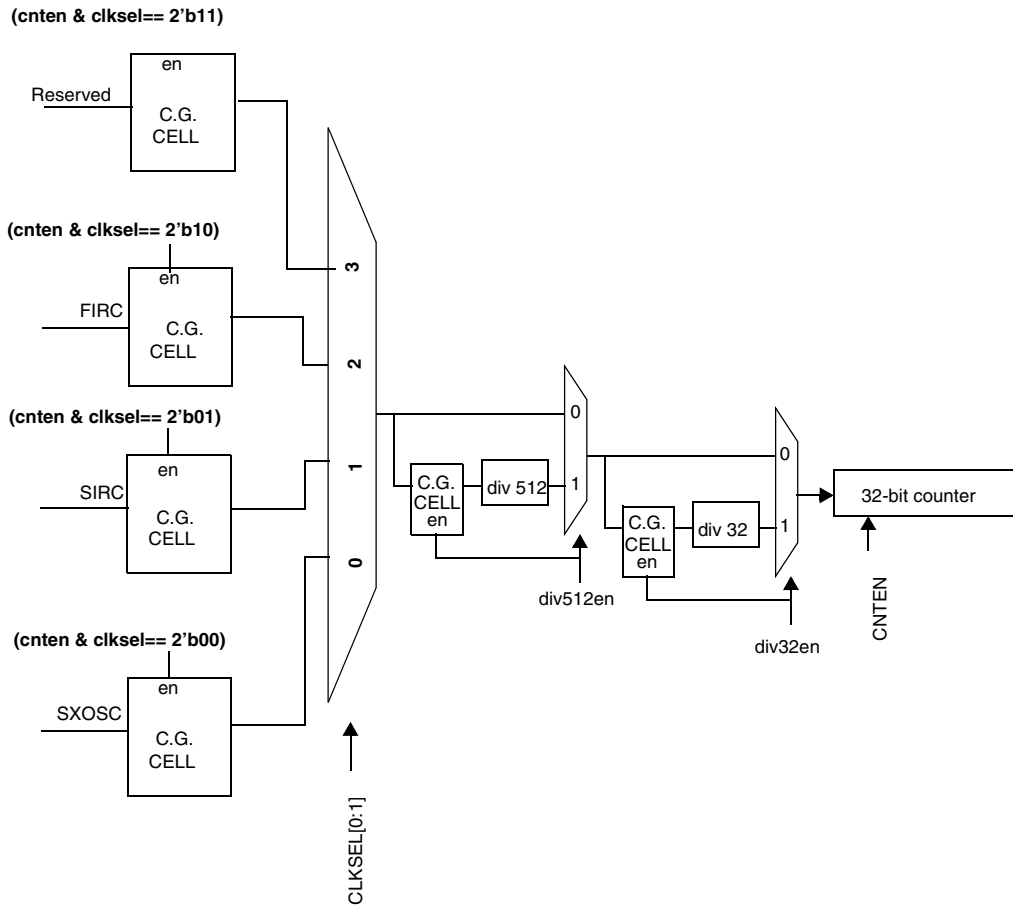 (cnten & clksel== 2’b11)
en
Reserved
C.G.
CELL
(cnten & clksel== 2’b10)
en
FIRC
C.G.
CELL
(cnten & clksel== 2’b01)
en
SIRC
C.G.
CELL
(cnten & clksel== 2’b00)
en
SXOSC
C.G.
CELL
3
2
1
0
CLKSEL[0:1]
0
1
C.G.
CELL
en
div 512
div512en
0
1
C.G.
CELL
en
div 32
div32en
32-bit counter
CNTEN